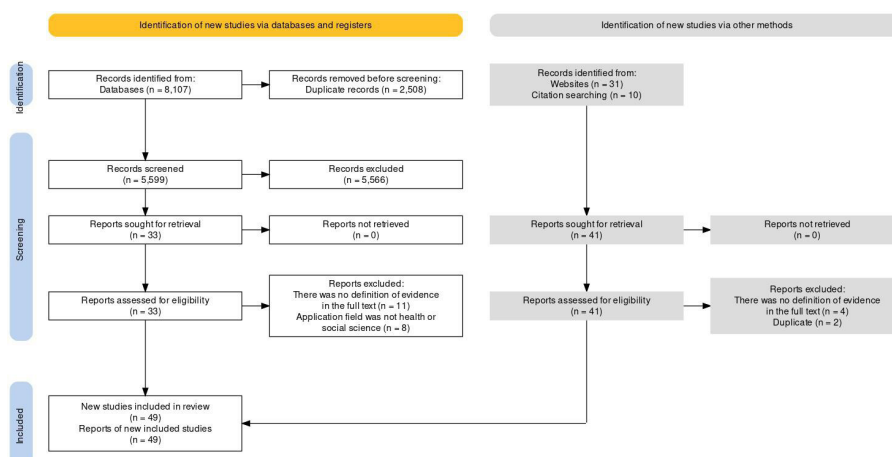 Identification of new studies via databases and registers
Identification of new studies via other methods
Identification
Records identified from:
Databases (n = 8,107)
Records removed before screening:
Duplicate records (n = 2,508)
Records identified from:
Websites (n = 31)
Citation searching (n = 10)
Screening
Records screened
(n = 5,599)
Records excluded
(n = 5,566)
Reports sought for retrieval
(n = 33)
Reports not retrieved
(n = 0)
Reports sought for retrieval
(n = 41)
Reports not retrieved
(n = 0)
Reports assessed for eligibility
(n = 33)
Reports excluded:
There was no definition of evidence
in the full text (n = 11)
Application field was not health or
social science (n = 8)
Reports assessed for eligibility
(n = 41)
Reports excluded:
There was no definition of evidence
in the full text (n = 4)
Duplicate (n = 2)
Included
New studies included in review
(n = 49)
Reports of new included studies
(n = 49)